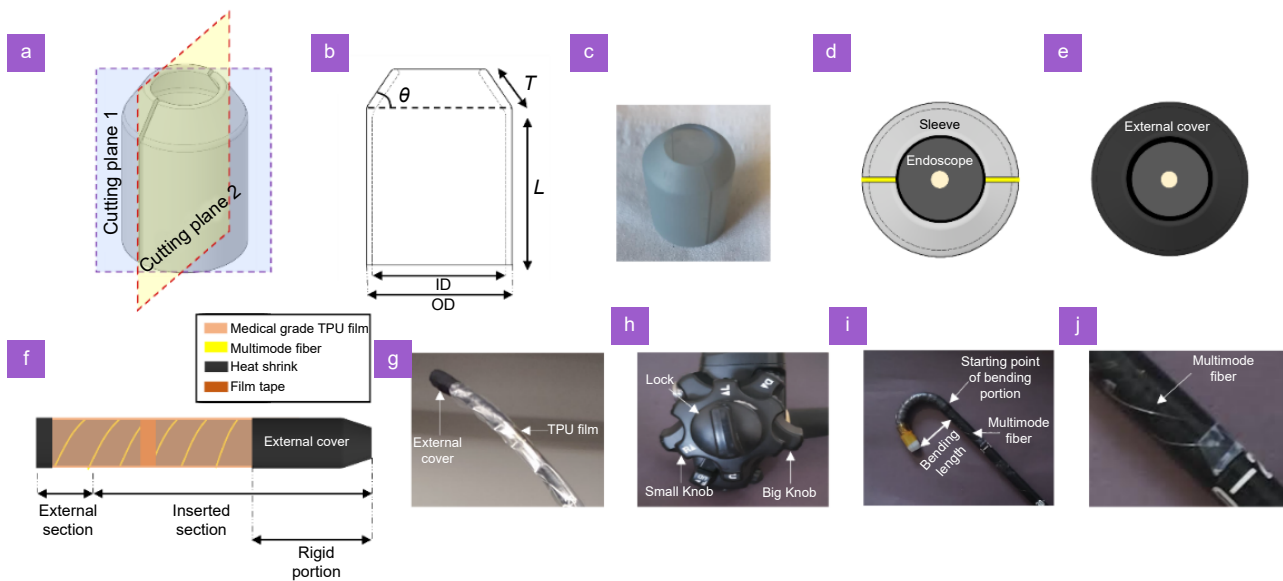 a
Cutting plane 1
Cutting plane 2
b
θ
T
L
ID
OD
c
d
Sleeve
Endoscope
e
External cover
f
Medical grade TPU film
Multimode fiber
Heat shrink
Film tape
External cover
External
section
Inserted
section
Rigid
portion
g
External
cover
TPU film
h
Lock
Small Knob
Big Knob
i
Starting point
of bending
portion
Multimode
fiber
Bending
length
j
Multimode
fiber